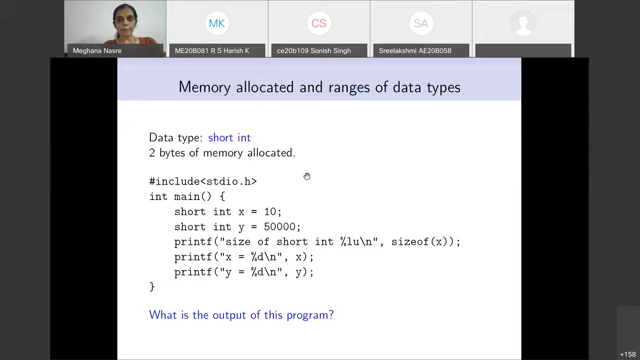 MK
CS
SA
Meghana Nasre
ME20B081 R S Harish K
ce20b109 Sonish Singh
Sreelakshmi AE20B058
Memory allocated and ranges of data types
Data type: short int
2 bytes of memory allocated.
#include<stdio.h>
int main() {
short int x = 10;
short int y = 50000;
printf("size of short int %lu\n", sizeof(x));
printf("x = %d\n", x);
printf("y = %d\n", y);
}
What is the output of this program?
+158